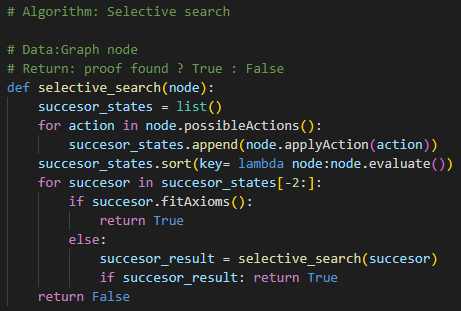 # Algorithm: Selective search
# Data:Graph node
# Return: proof found ? True : False
def selective_search(node):
    succesor_states = list()
    for action in node.possibleActions():
        succesor_states.append(node.applyAction(action))
    succesor_states.sort(key= lambda node:node.evaluate())
    for succesor in succesor_states[-2:]:
        if succesor.fitAxioms():
            return True
        else:
            succesor_result = selective_search(succesor)
            if succesor_result: return True
    return False